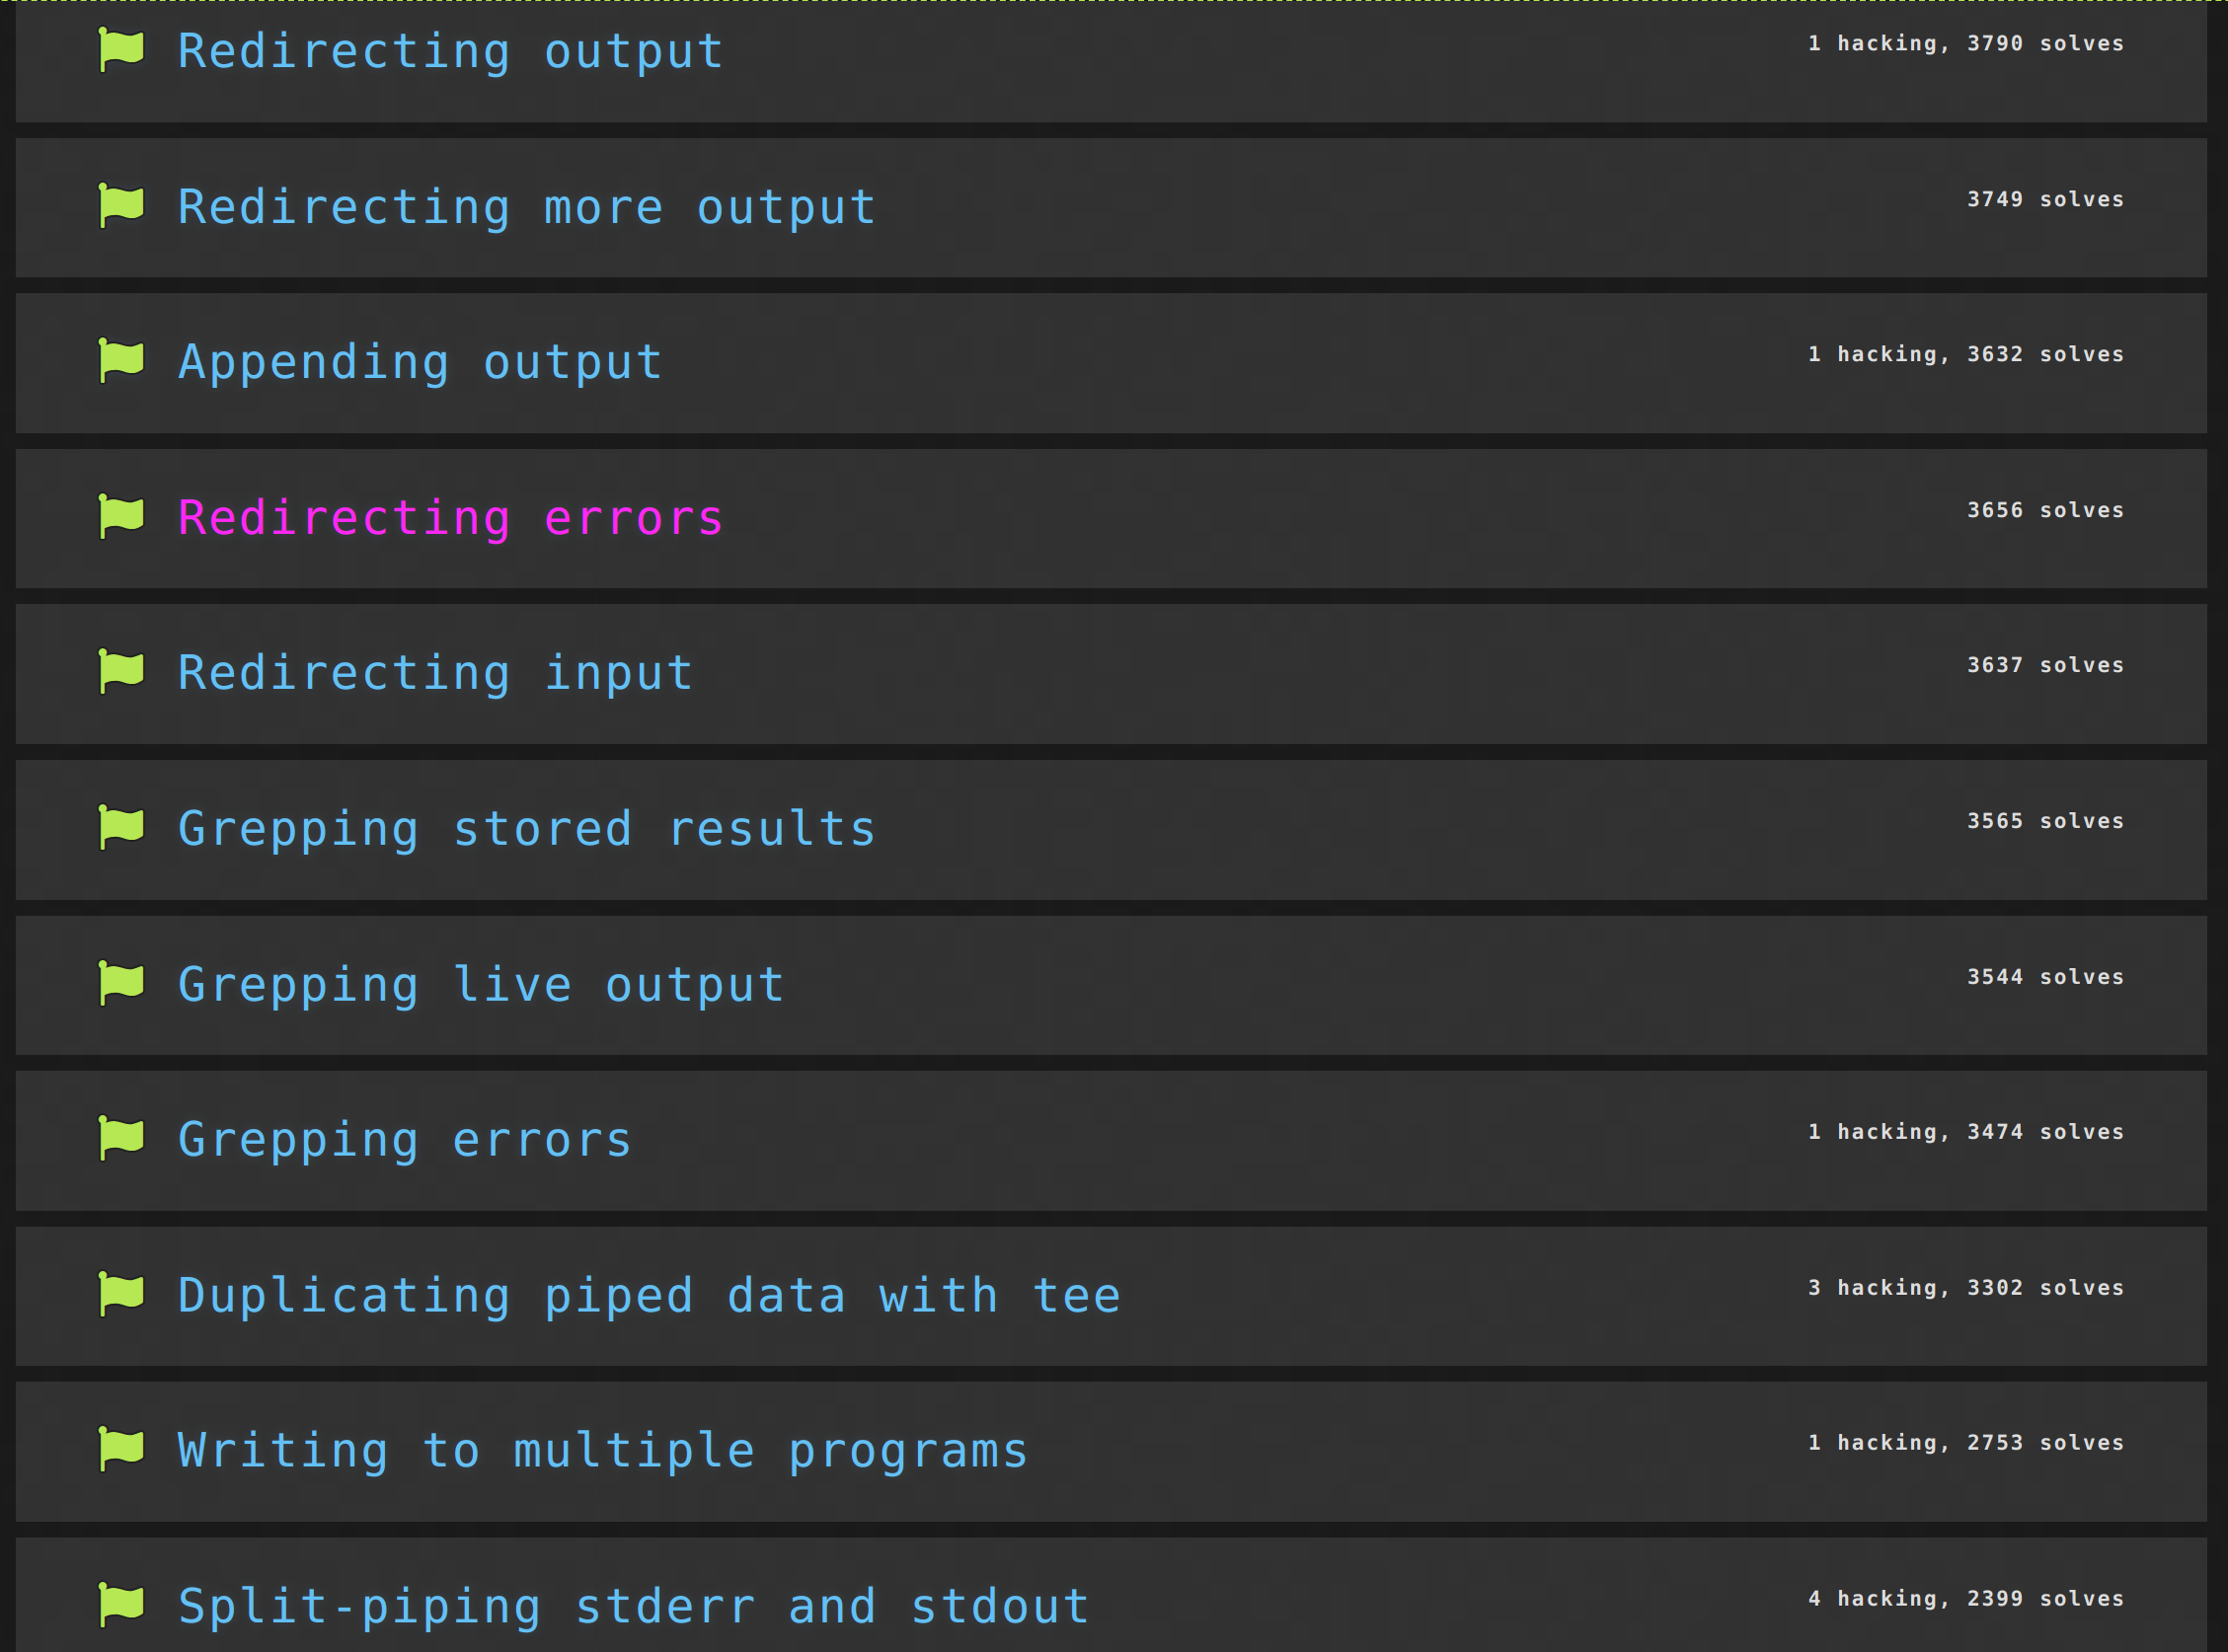 Redirecting output 1 hacking, 3790 solves
Redirecting more output 3749 solves
Appending output 1 hacking, 3632 solves
Redirecting errors 3656 solves
Redirecting input 3637 solves
Grepping stored results 3565 solves
Grepping live output 3544 solves
Grepping errors 1 hacking, 3474 solves
Duplicating piped data with tee 3 hacking, 3302 solves
Writing to multiple programs 1 hacking, 2753 solves
Split-piping stderr and stdout 4 hacking, 2399 solves